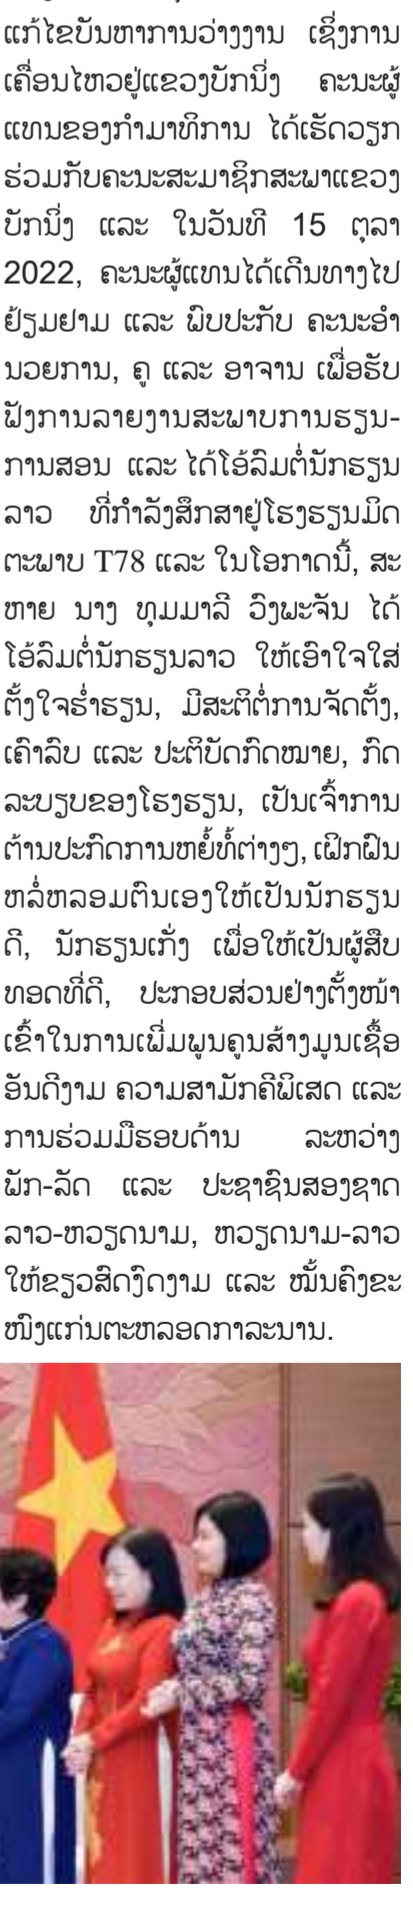 ແກ້ໄຂບັນຫາການວ່າງງານ ເຊິ່ງການ
ເຄື່ອນໄຫວຢູ່ແຂວງບັກນິ່ງ ຄະນະຜູ້
ແທນຂອງກຳມາທິການ ໄດ້ເຮັດວຽກ
ຮ່ວມກັບຄະນະສະມາຊິກສະພາແຂວງ
ບັກນິ່ງ ແລະ ໃນວັນທີ 15 ຕຸລາ
2022, ຄະນະຜູ້ແທນໄດ້ເດີນທາງໄປ
ຢ້ຽມຢາມ ແລະ ພົບປະກັບ ຄະນະອຳ
ນວຍການ, ຄູ ແລະ ອາຈານ ເພື່ອຮັບ
ຟັງການລາຍງານສະພາບການຮຽນ-
ການສອນ ແລະ ໄດ້ໂອ້ລົມຕໍ່ນັກຮຽນ
ລາວ ທີ່ກຳລັງສຶກສາຢູ່ໂຮງຮຽນມິດ
ຕະພາບ T78 ແລະ ໃນໂອກາດນີ້, ສະ
ຫາຍ ນາງ ທຸມມາລີ ວົງພະຈັນ ໄດ້
ໂອ້ລົມຕໍ່ນັກຮຽນລາວ ໃຫ້ເອົາໃຈໃສ່
ຕັ້ງໃຈຮ່ຳຮຽນ, ມີສະຕິຕໍ່ການຈັດຕັ້ງ,
ເຄົາລົບ ແລະ ປະຕິບັດກົດໝາຍ, ກົດ
ລະບຽບຂອງໂຮງຮຽນ, ເປັນເຈົ້າການ
ຕ້ານປະກົດການຫຍໍ້ທໍ້ຕ່າງໆ, ເຝິກຝົນ
ຫລໍ່ຫລອມຕົນເອງໃຫ້ເປັນນັກຮຽນ
ດີ, ນັກຮຽນເກັ່ງ ເພື່ອໃຫ້ເປັນຜູ້ສືບ
ທອດທີ່ດີ, ປະກອບສ່ວນຢ່າງຕັ້ງໜ້າ
ເຂົ້າໃນການເພີ່ມພູນຄູນສ້າງມູນເຊື້ອ
ອັນດີງາມ ຄວາມສາມັກຄີພິເສດ ແລະ
ການຮ່ວມມືຮອບດ້ານ ລະຫວ່າງ
ພັກ-ລັດ ແລະ ປະຊາຊົນສອງຊາດ
ລາວ-ຫວຽດນາມ, ຫວຽດນາມ-ລາວ
ໃຫ້ຂຽວສົດງົດງາມ ແລະ ໝັ້ນຄົງຂະ
ໜົງແກ່ນຕະຫລອດກາລະນານ.